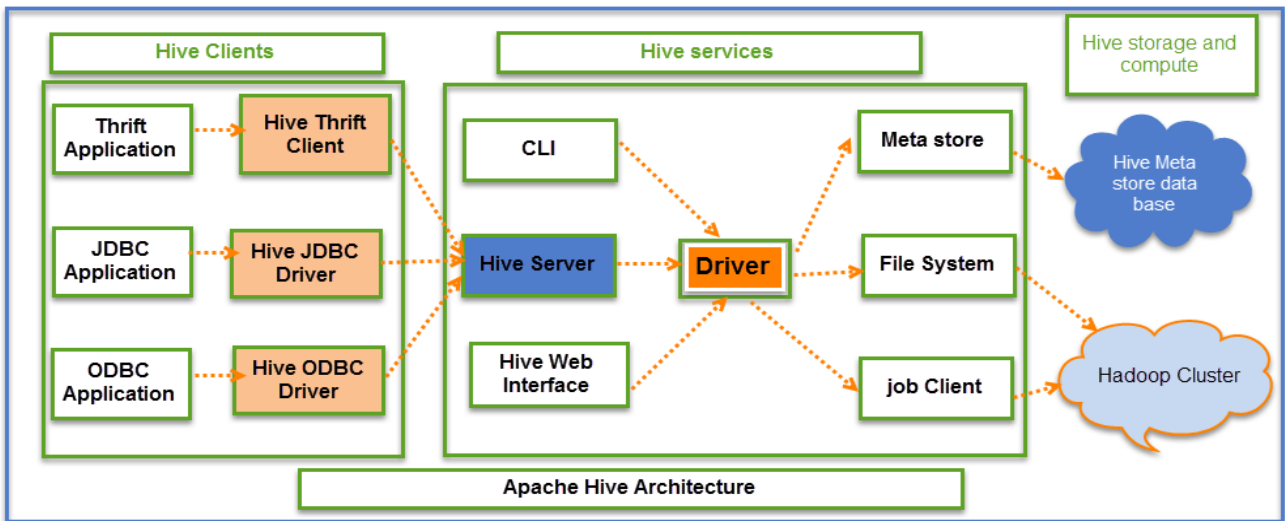 Hive Clients
Hive services
Hive storage and
compute
Thrift
Application
Hive Thrift
Client
CLI
Meta store
Hive Meta
store data
base
JDBC
Application
Hive JDBC
Driver
Hive Server
Driver
File System
ODBC
Application
Hive ODBC
Driver
Hive Web
Interface
job Client
Hadoop Cluster
Apache Hive Architecture